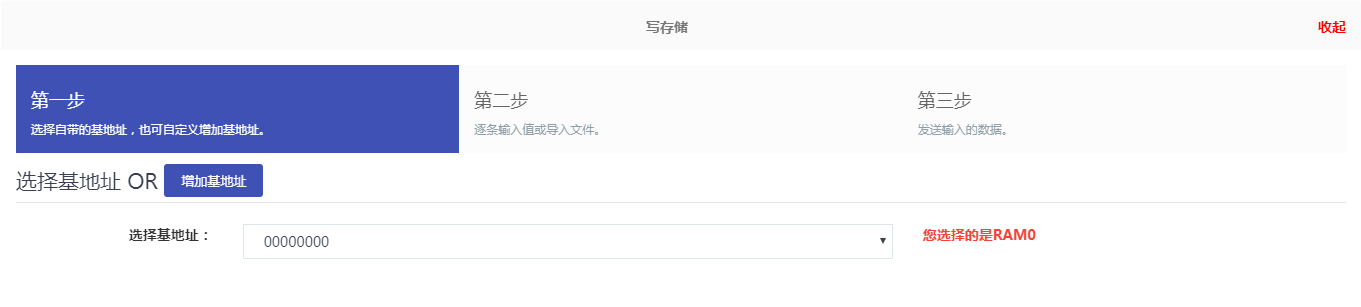 写存储
收起
第一步
选择自带的基地址，也可自定义增加基地址。
第二步
逐条输入值或导入文件。
第三步
发送输入的数据。
选择基地址 OR 增加基地址
选择基地址：
00000000
您选择的是RAM0